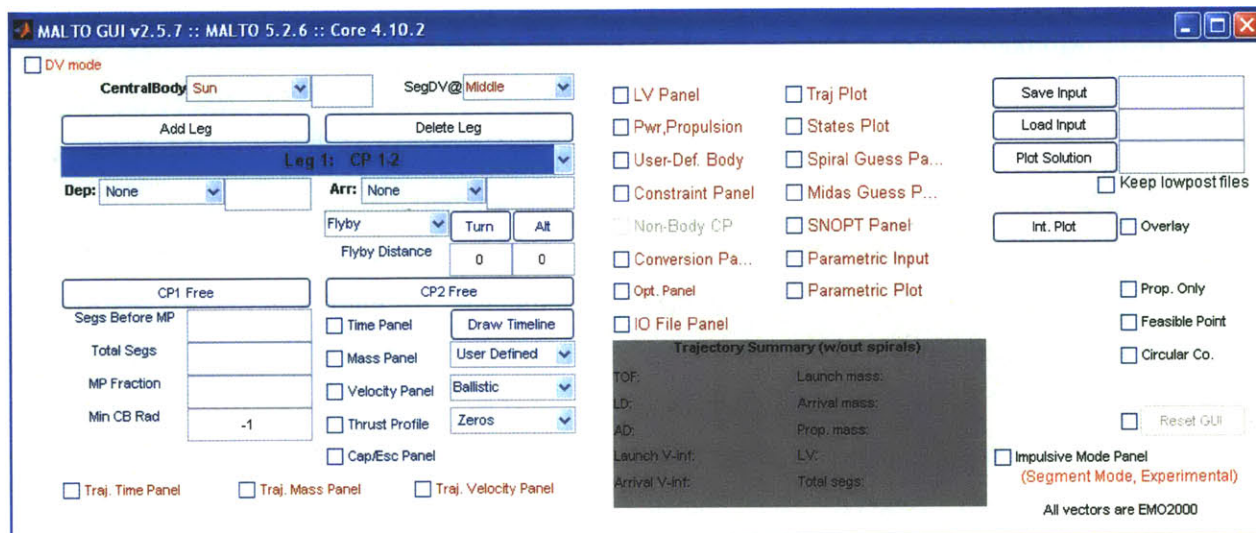 MALTO GUI v2.5.7 :: MALTO 5.2.6 :: Core 4.10.2
DV mode
CentralBody Sun SegDV@ Middle
Add Leg Delete Leg
Leg 1: CP 1-2
Dep: None Arr: None
Flyby Turn Alt
Flyby Distance 0 0
CP1 Free CP2 Free
Segs Before MP
Total Segs
MP Fraction
Min CB Rad -1
Time Panel Draw Timeline
Mass Panel User Defined
Velocity Panel Ballistic
Thrust Profile Zeros
Cap/Esc Panel
Traj. Time Panel Traj. Mass Panel Traj. Velocity Panel
LV Panel
Pwr,Propulsion
User-Def. Body
Constraint Panel
Non-Body CP
Conversion Pa...
Opt. Panel
IO File Panel
Traj Plot
States Plot
Spiral Guess Pa...
Midas Guess P...
SNOPT Panel
Parametric Input
Parametric Plot
Trajectory Summary (w/out spirals)
TOF: Launch mass:
LD: Arrival mass:
AD: Prop. mass:
Launch V-inf: LV:
Arrival V-inf: Total segs:
Save Input
Load Input
Plot Solution
Keep lowpost files
Int. Plot Overlay
Prop. Only
Feasible Point
Circular Co.
Reset GUI
Impulsive Mode Panel
(Segment Mode, Experimental)
All vectors are EMO2000